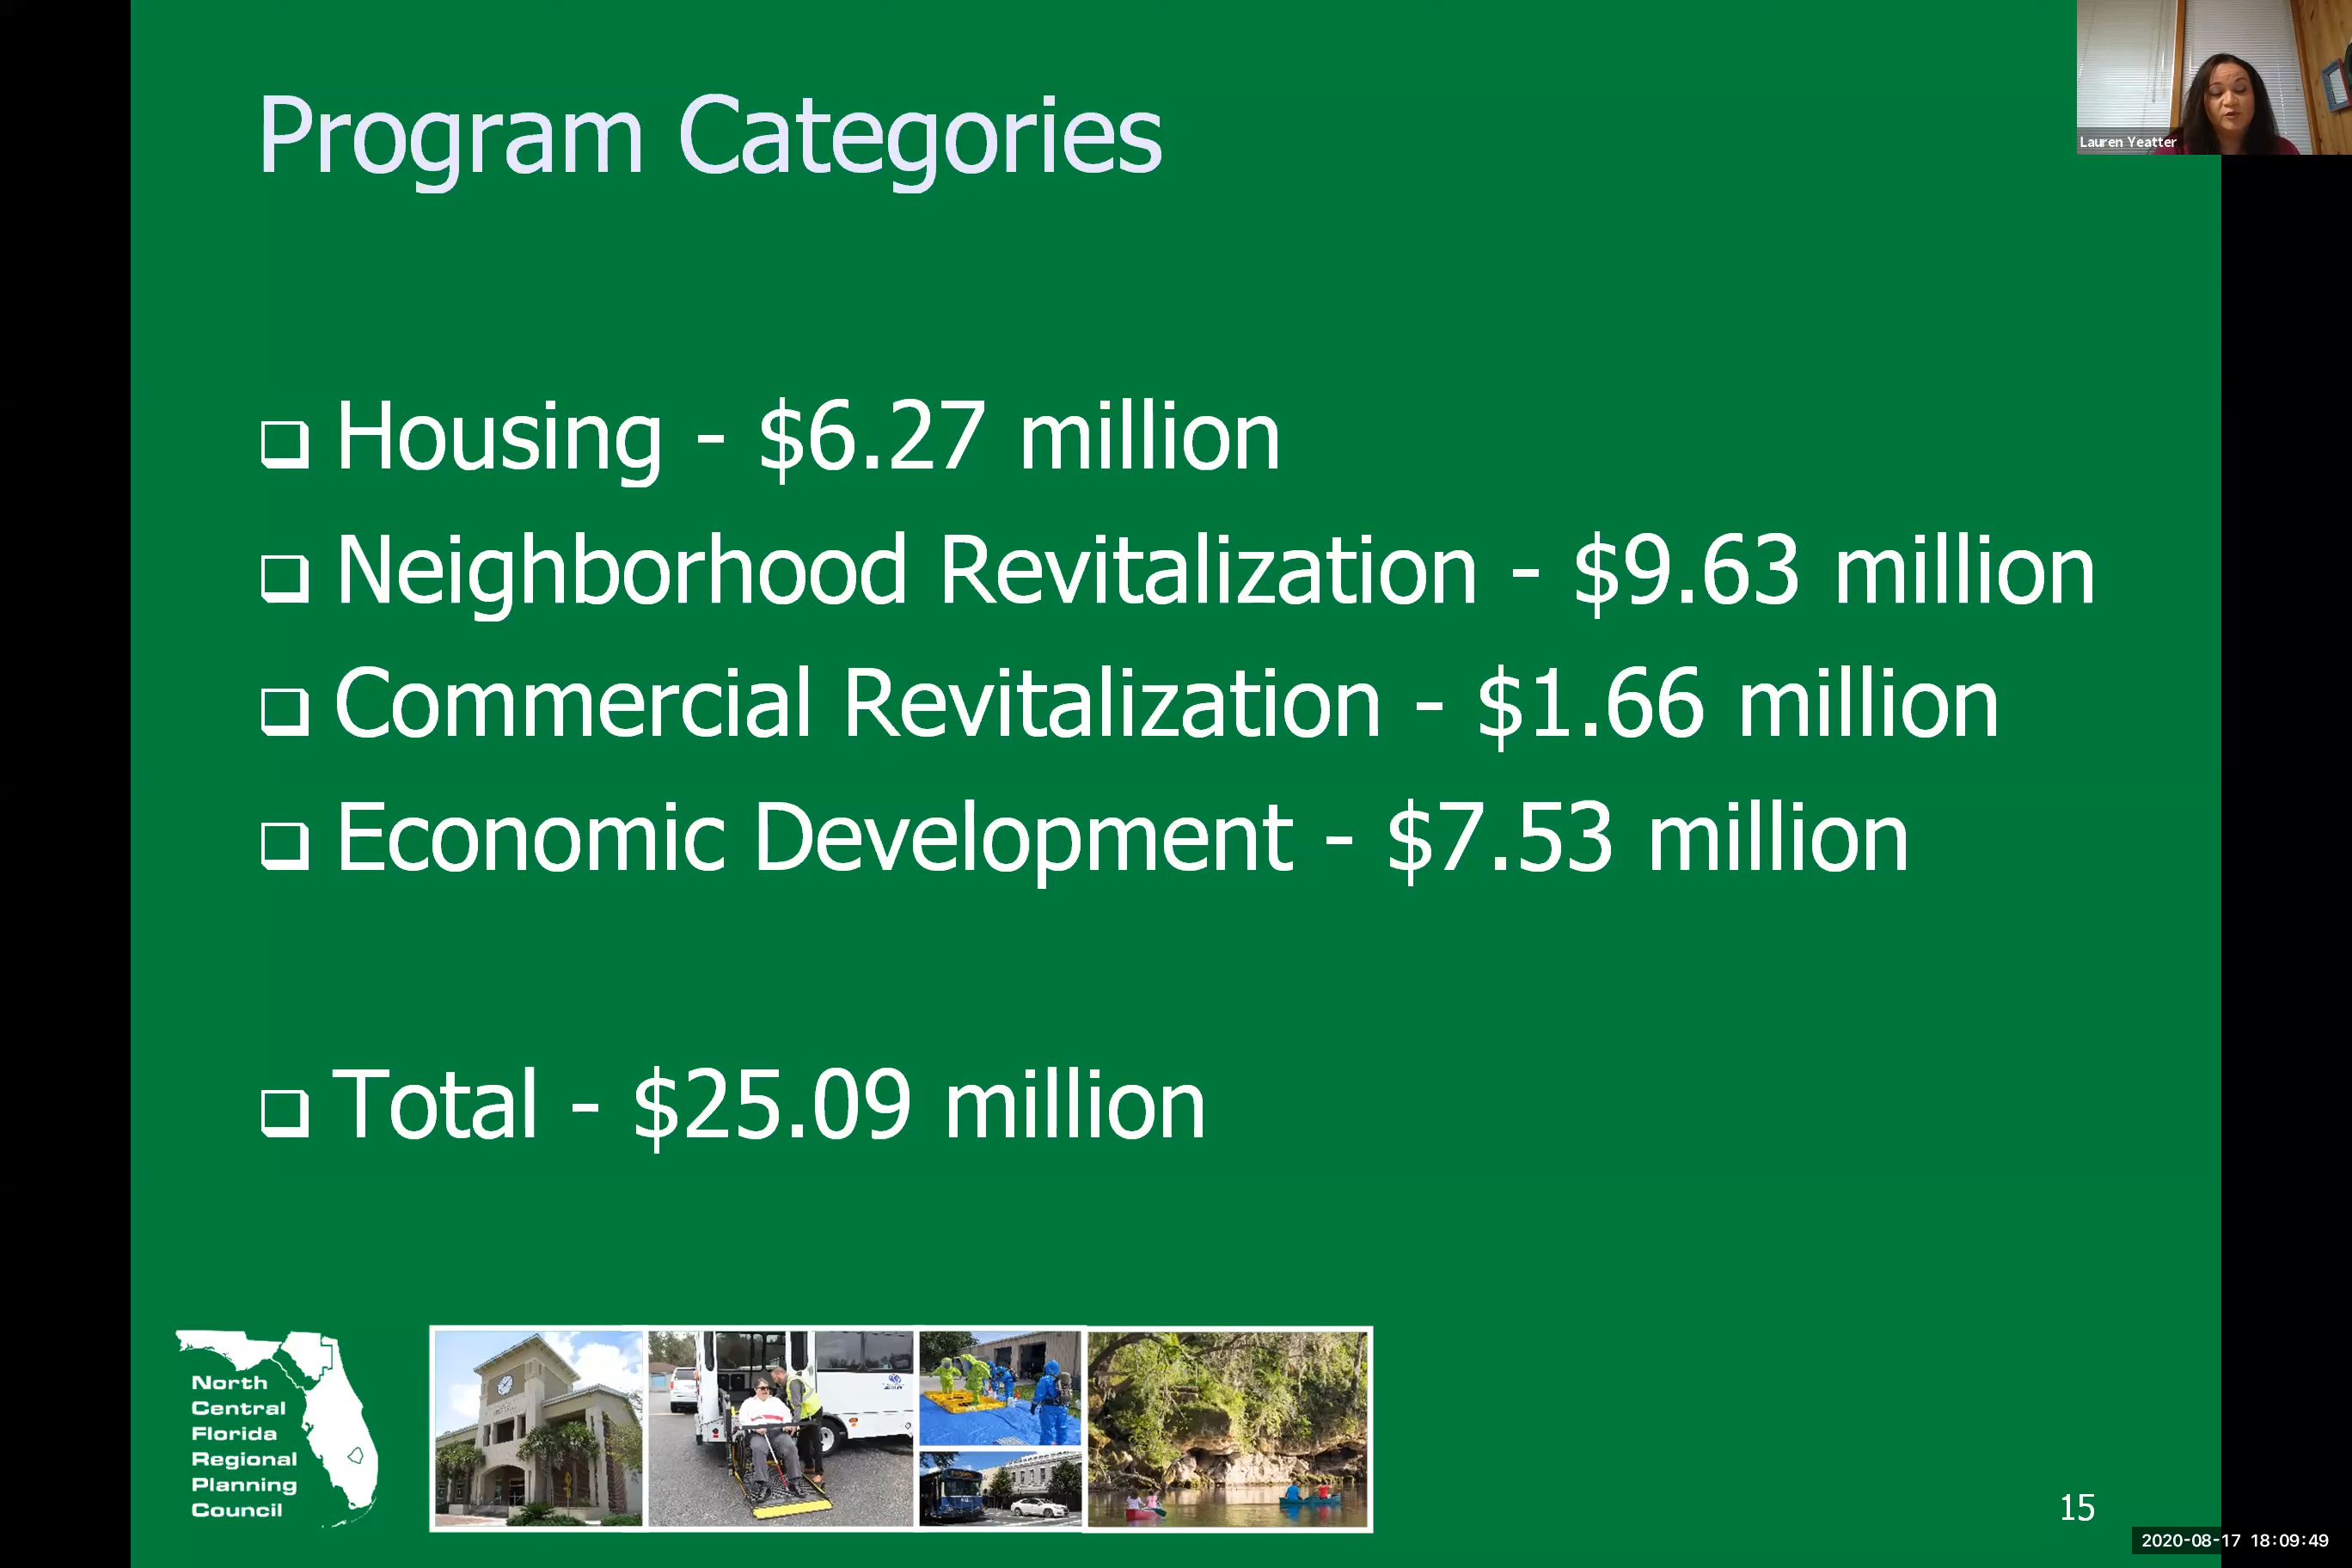 Program Categories
Lauren Yeatter
Housing - $6.27 million
Neighborhood Revitalization - $9.63 million
Commercial Revitalization - $1.66 million
Economic Development - $7.53 million
Total - $25.09 million
North
Central
Florida
Regional
Planning
Council
15
2020-08-17 18:09:49